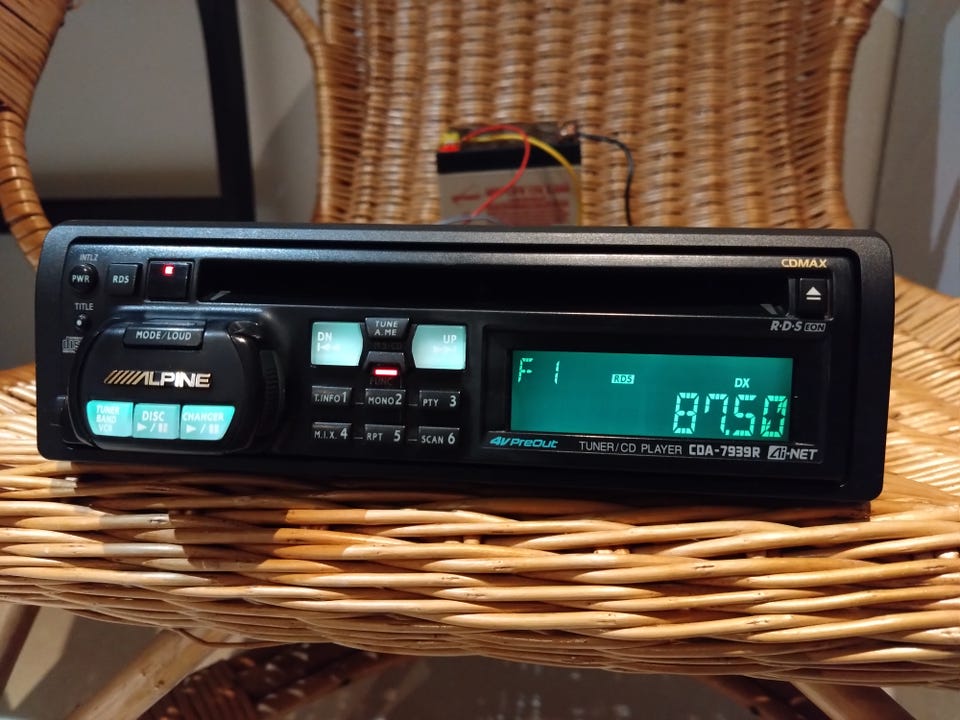 CDMAX
INTLZ
PWR
RDS
TITLE
R·D·S EON
MODE/LOUD
ALPINE
TUNER
BAND
VCR
DISC
CHANGER
DN
TUNE
A.ME
UP
FUNC
T.INFO 1
MONO 2
PTY 3
M.I.X. 4
RPT 5
SCAN 6
F 1
RDS
DX
87.50
4V PreOut
TUNER/CD PLAYER CDA-7939R Ai-NET